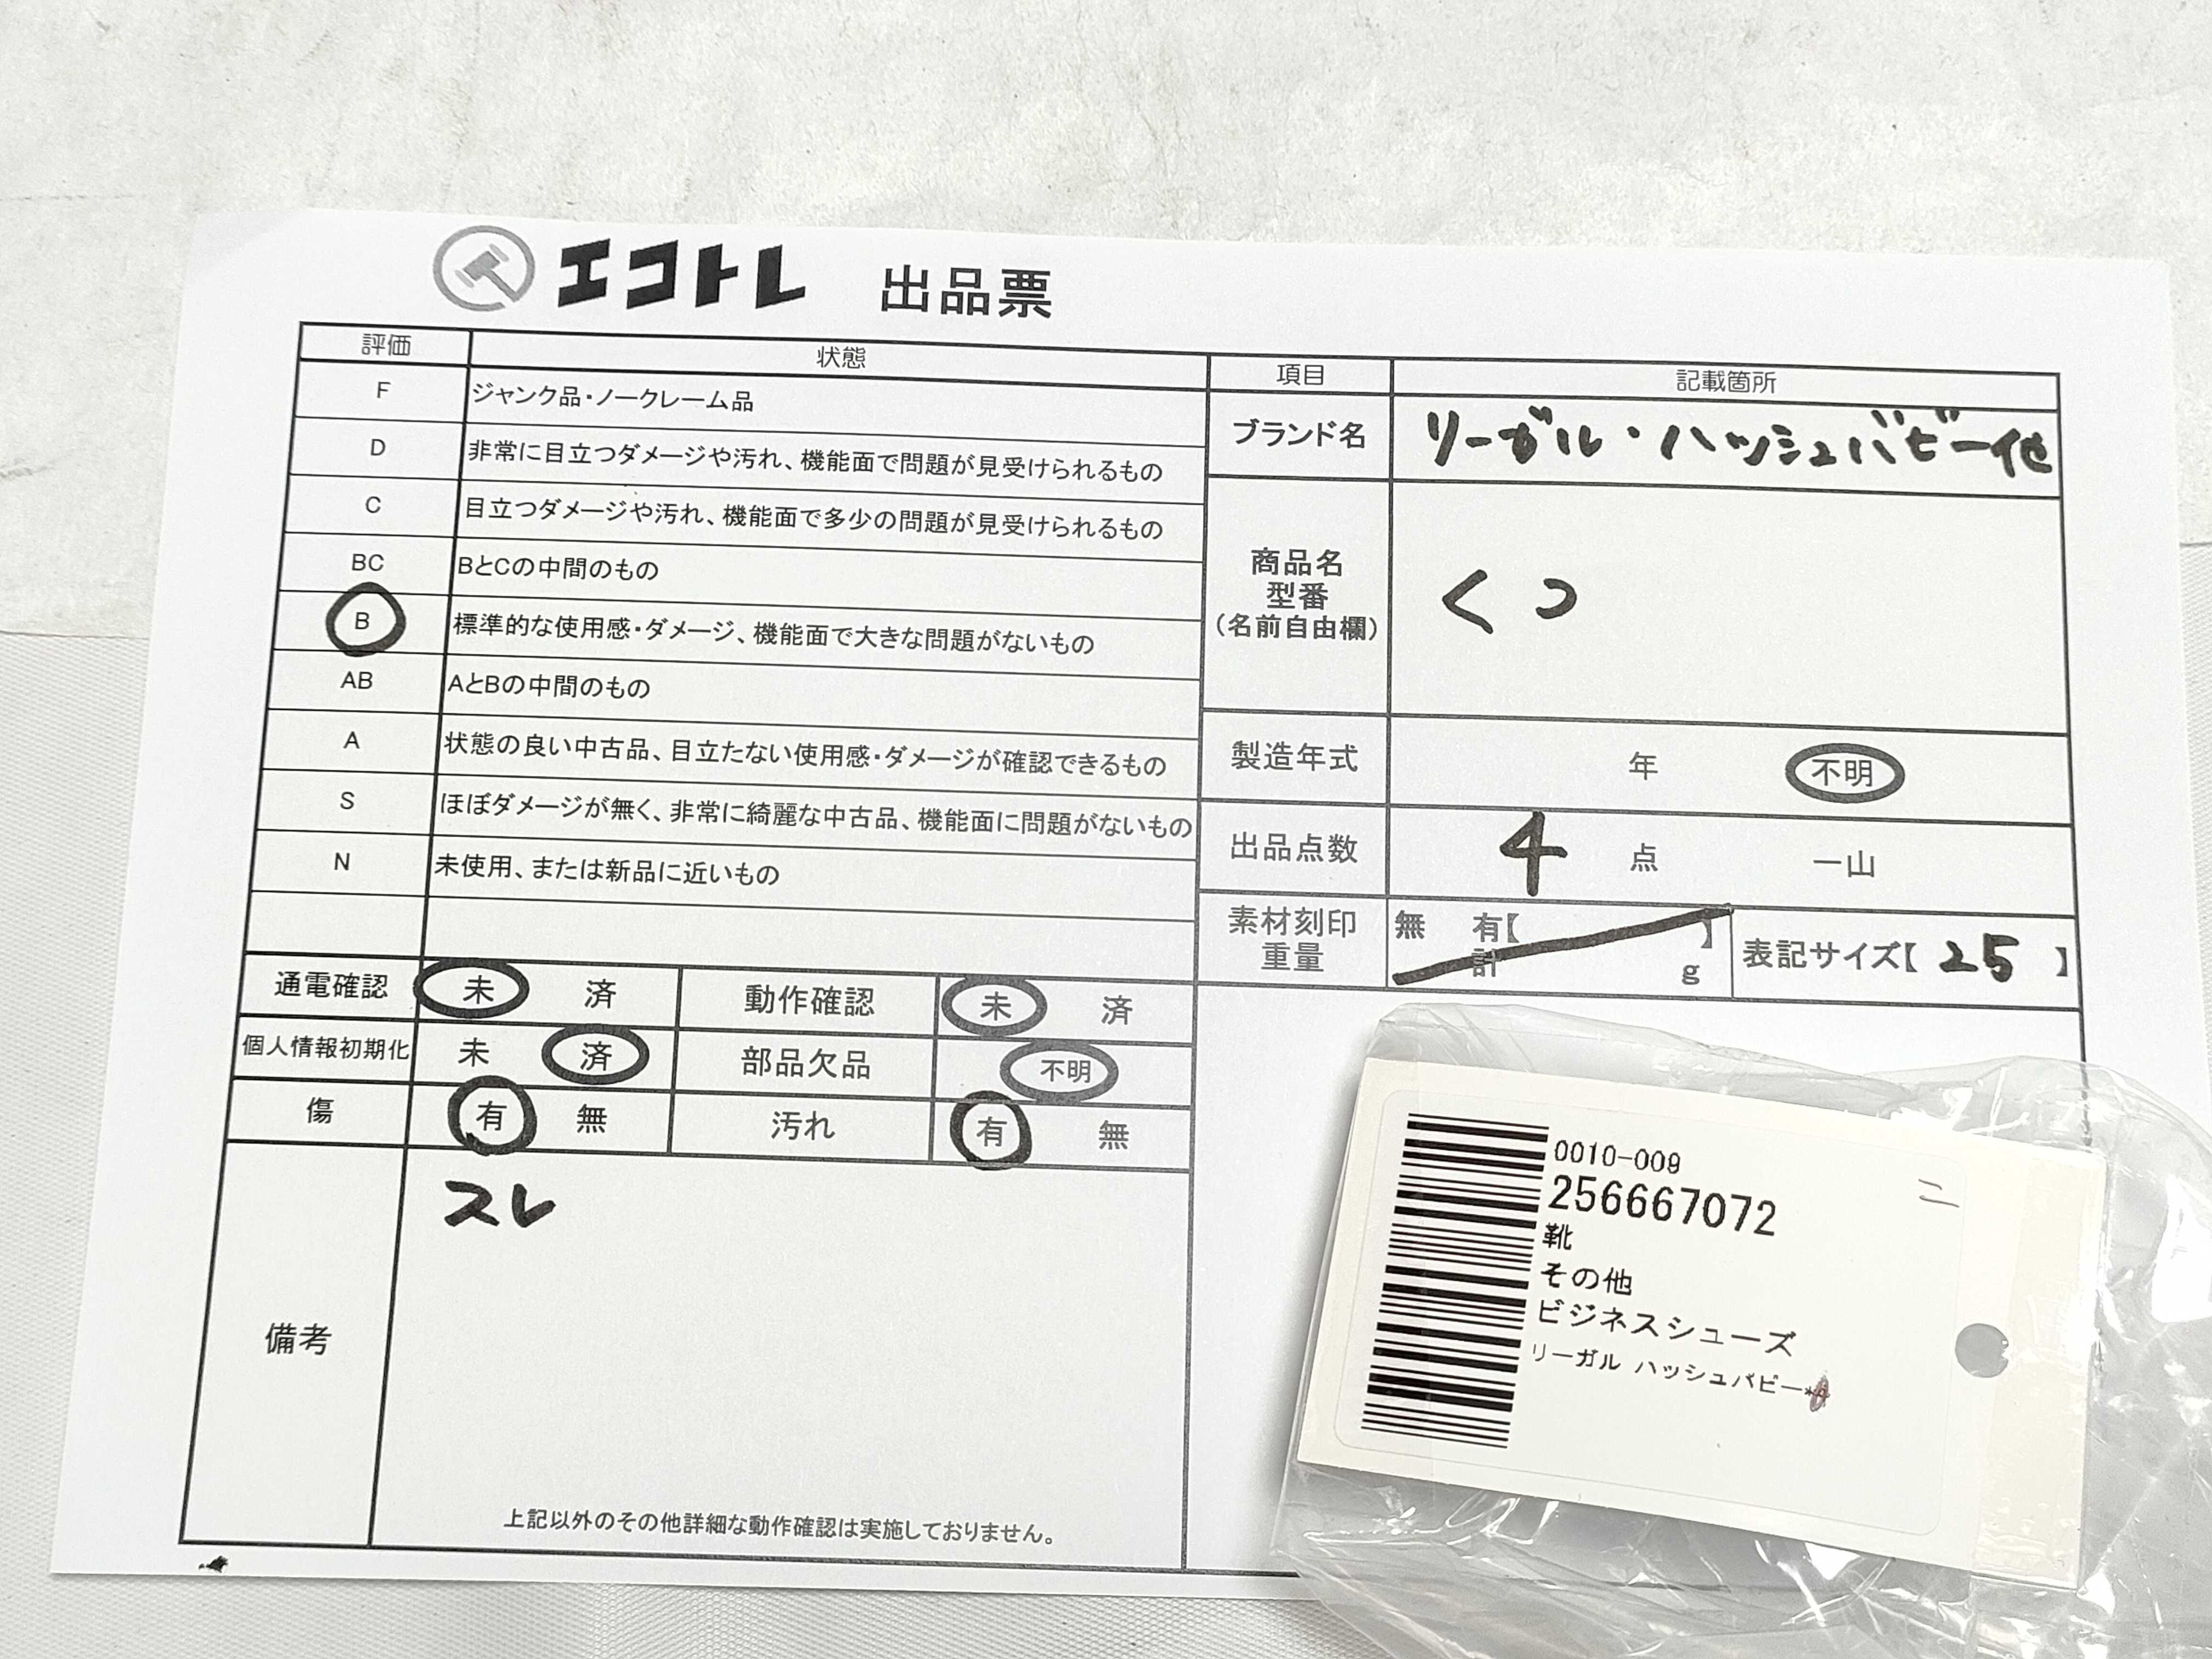 エコトレ 出品票
評価 状態
F ジャンク品・ノークレーム品
D 非常に目立つダメージや汚れ、機能面で問題が見受けられるもの
C 目立つダメージや汚れ、機能面で多少の問題が見受けられるもの
BC BとCの中間のもの
B 標準的な使用感・ダメージ、機能面で大きな問題がないもの
AB AとBの中間のもの
A 状態の良い中古品、目立たない使用感・ダメージが確認できるもの
S ほぼダメージが無く、非常に綺麗な中古品、機能面に問題がないもの
N 未使用、または新品に近いもの
通電確認 未 済 動作確認 未 済
個人情報初期化 未 済 部品欠品 不明
傷 有 無 汚れ 有 無
備考
スレ
上記以外のその他詳細な動作確認は実施しておりません。
項目 記載箇所
ブランド名 リーガル・ハッシュバビー他
商品名
型番
(名前自由欄)
くつ
製造年式 年 不明
出品点数 4 点 一山
素材刻印
重量
無 有【 】
計 g
表記サイズ【 25 】
0010-009
256667072
靴
その他
ビジネスシューズ
リーガル ハッシュパピー*